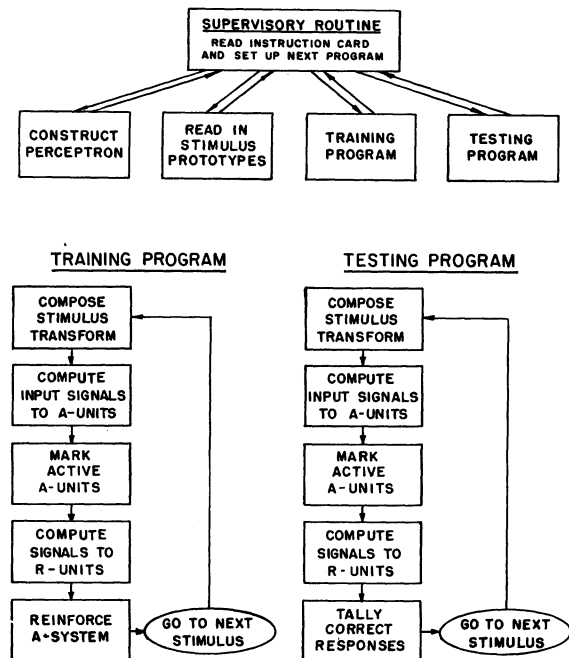 SUPERVISORY ROUTINE
READ INSTRUCTION CARD
AND SET UP NEXT PROGRAM
CONSTRUCT
PERCEPTRON
READ IN
STIMULUS
PROTOTYPES
TRAINING
PROGRAM
TESTING
PROGRAM
TRAINING PROGRAM
COMPOSE
STIMULUS
TRANSFORM
COMPUTE
INPUT SIGNALS
TO A-UNITS
MARK
ACTIVE
A-UNITS
COMPUTE
SIGNALS TO
R-UNITS
REINFORCE
A-SYSTEM
GO TO NEXT
STIMULUS
TESTING PROGRAM
COMPOSE
STIMULUS
TRANSFORM
COMPUTE
INPUT SIGNALS
TO A-UNITS
MARK
ACTIVE
A-UNITS
COMPUTE
SIGNALS TO
R-UNITS
TALLY
CORRECT
RESPONSES
GO TO NEXT
STIMULUS